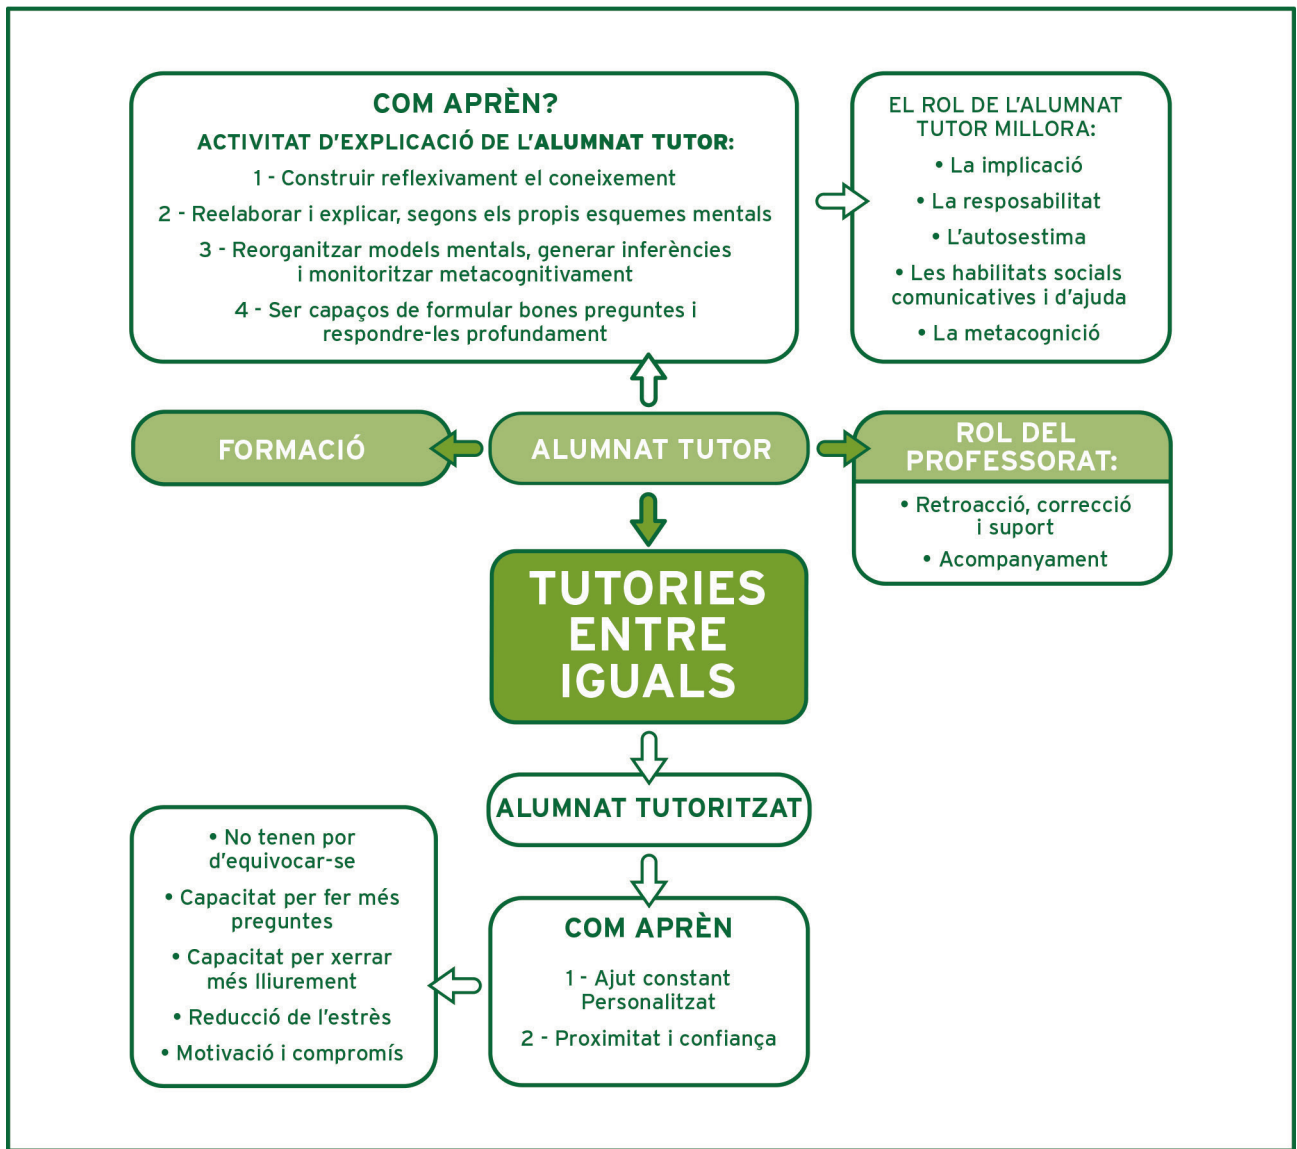 COM APRÈN?
ACTIVITAT D'EXPLICACIÓ DE L'ALUMNAT TUTOR:
1 - Construir reflexivament el coneixement
2 - Reelaborar i explicar, segons els propis esquemes mentals
3 - Reorganitzar models mentals, generar inferències
i monitoritzar metacognitivament
4 - Ser capaços de formular bones preguntes i
respondre-les profundament
EL ROL DE L'ALUMNAT
TUTOR MILLORA:
• La implicació
• La resposabilitat
• L'autosestima
• Les habilitats socials
comunicatives i d'ajuda
• La metacognició
FORMACIÓ
ALUMNAT TUTOR
ROL DEL
PROFESSORAT:
• Retroacció, correcció
i suport
• Acompanyament
TUTORIES
ENTRE
IGUALS
ALUMNAT TUTORITZAT
COM APRÈN
1 - Ajut constant
Personalitzat
2 - Proximitat i confiança
• No tenen por
d'equivocar-se
• Capacitat per fer més
preguntes
• Capacitat per xerrar
més lliurement
• Reducció de l'estrès
• Motivació i compromís